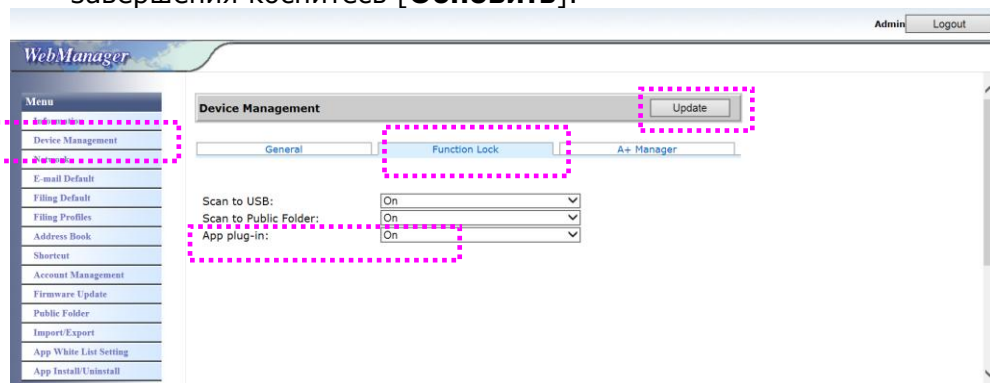 завершения коснитесь [Обновить].
Admin Logout
WebManager
Menu
Information
Device Management
Network
E-mail Default
Filing Default
Filing Profiles
Address Book
Shortcut
Account Management
Firmware Update
Public Folder
Import/Export
App White List Setting
App Install/Uninstall
Device Management Update
General Function Lock A+ Manager
Scan to USB: On
Scan to Public Folder: On
App plug-in: On